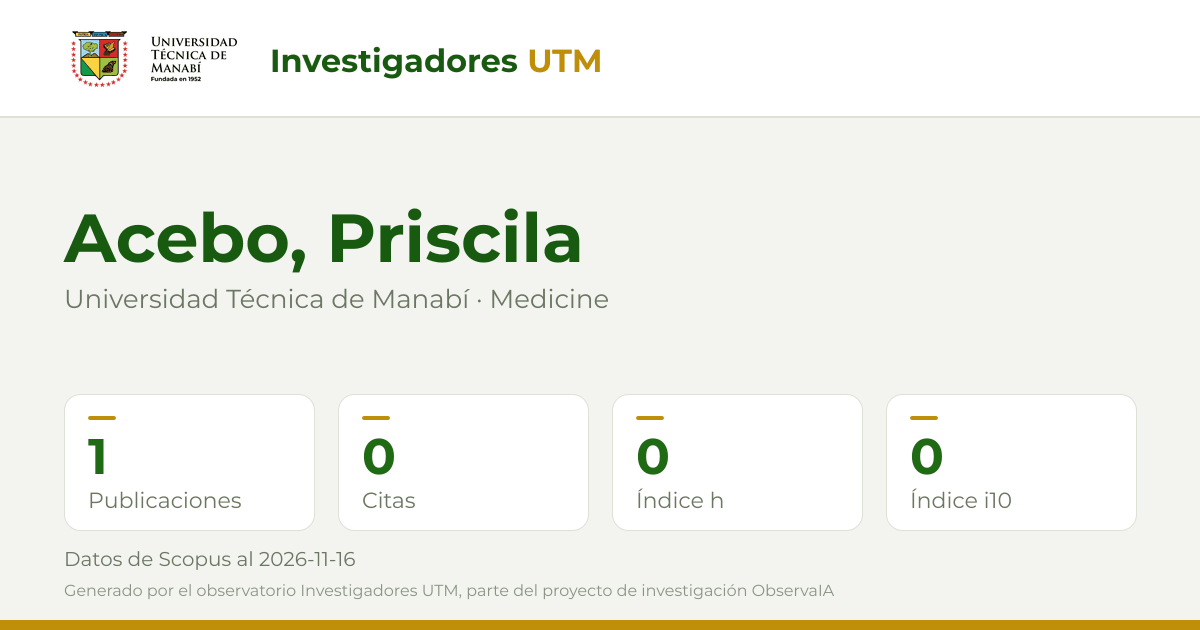 UNIVERSIDAD
TÉCNICA DE
MANABÍ
Fundada en 1952
Investigadores UTM
Acebo, Priscila
Universidad Técnica de Manabí · Medicine
1
Publicaciones
0
Citas
0
Índice h
0
Índice i10
Datos de Scopus al 2026-11-16
Generado por el observatorio Investigadores UTM, parte del proyecto de investigación ObservaIA